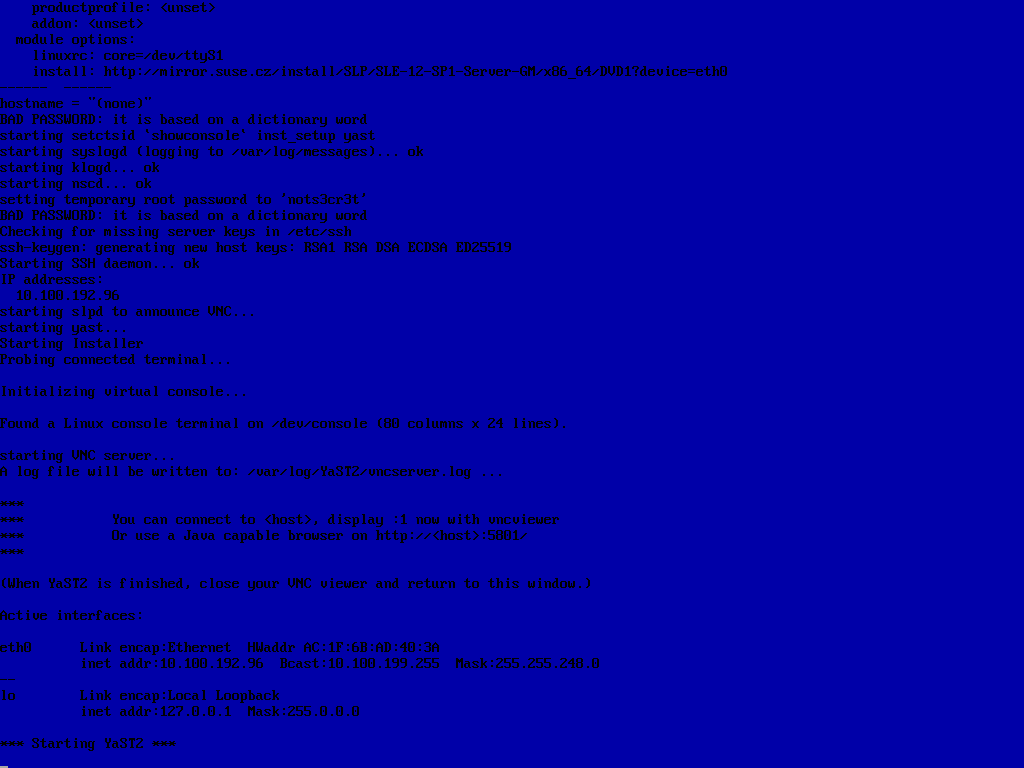 productprofile: <unset>
addon: <unset>
module options:
linuxrc: core=/dev/ttyS1
install: http://mirror.suse.cz/install/SLP/SLE-12-SP1-Server-GM/x86_64/DVD1?device=eth0
hostname = "(none)"
BAD PASSWORD: it is based on a dictionary word
starting setctsid `showconsole` inst_setup yast
starting syslogd (logging to /var/log/messages)... ok
starting klogd... ok
starting nscd... ok
setting temporary root password to 'nots3cr3t'
BAD PASSWORD: it is based on a dictionary word
Checking for missing server keys in /etc/ssh
ssh-keygen: generating new host keys: RSA1 RSA DSA ECDSA ED25519
Starting SSH daemon... ok
IP addresses:
10.100.192.96
starting slpd to announce VNC...
starting yast...
Starting Installer
Probing connected terminal...
Initializing virtual console...
Found a Linux console terminal on /dev/console (80 columns x 24 lines).
starting VNC server...
A log file will be written to: /var/log/YaST2/vncserver.log ...
***
*** You can connect to <host>, display :1 now with vncviewer
*** Or use a Java capable browser on http://<host>:5801/
***
(When YaST2 is finished, close your VNC viewer and return to this window.)
Active interfaces:
eth0 Link encap:Ethernet HWaddr AC:1F:6B:AD:40:3A
inet addr:10.100.192.96 Bcast:10.100.199.255 Mask:255.255.248.0
--
lo Link encap:Local Loopback
inet addr:127.0.0.1 Mask:255.0.0.0
*** Starting YaST2 ***